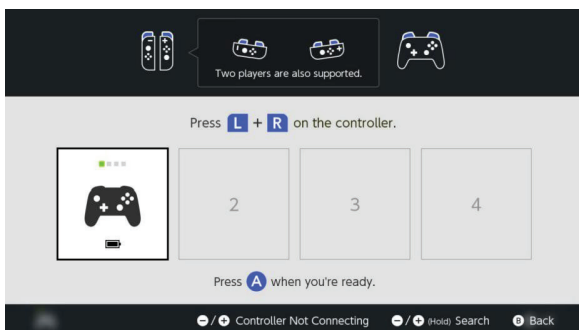 Two players are also supported.
Press L + R on the controller.
2
3
4
Press A when you're ready.
-/+ Controller Not Connecting -/+ (Hold) Search B Back